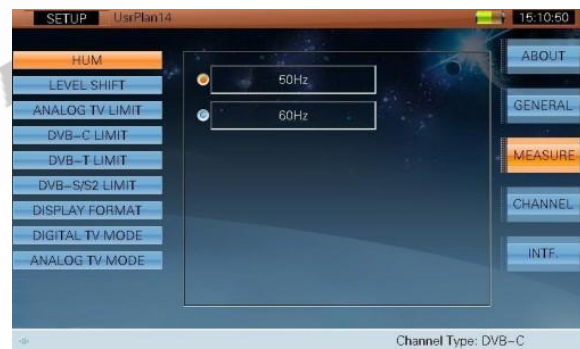 SETUP UsrPlan14 15:10:50
HUM
LEVEL SHIFT
ANALOG TV LIMIT
DVB-C LIMIT
DVB-T LIMIT
DVB-S/S2 LIMIT
DISPLAY FORMAT
DIGITAL TV MODE
ANALOG TV MODE
50Hz
60Hz
ABOUT
GENERAL
MEASURE
CHANNEL
INTF.
Channel Type: DVB-C